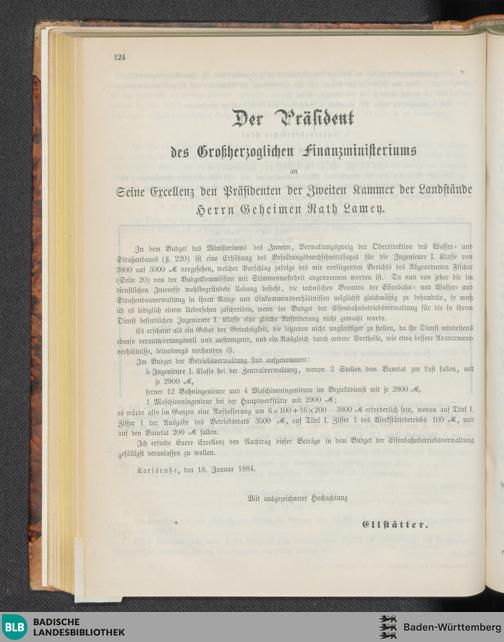 124
Der Präsident
des Großherzoglichen Finanzministeriums
an
Seine Excellenz den Präsidenten der Zweiten Kammer der Landstände
Herrn Geheimen Rath Lamey.
In dem Budget des Ministeriums des Innern, Verwaltungszweig der Oberdirektion des Wasser- und
Straßenbaues (§. 220) ist eine Erhöhung des Besoldungsdurchschnittssatzes für die Ingenieure I. Klasse von
2800 auf 3000 ℳ vorgesehen, welcher Vorschlag zufolge des mir vorliegenden Berichts des Abgeordneten Fischer
(Seite 20) von der Budgetkommission mit Stimmenmehrheit angenommen worden ist. Da nun von jeher die im
dienstlichen Interesse wohlbegründete Uebung besteht, die technischen Beamten der Eisenbahn- und Wasser- und
Straßenbauverwaltung in ihren Rang- und Einkommensverhältnissen möglichst gleichmäßig zu behandeln, so muß
ich es lediglich einem Uebersehen zuschreiben, wenn im Budget der Eisenbahnbetriebsverwaltung für die in ihrem
Dienst befindlichen Ingenieure I. Klasse eine gleiche Anforderung nicht gemacht wurde.
Es erscheint als ein Gebot der Gerechtigkeit, die letzteren nicht ungünstiger zu stellen, da ihr Dienst mindestens
ebenso verantwortungsvoll und anstrengend, und ein Ausgleich durch andere Vortheile, wie etwa bessere Avancements-
verhältnisse, keineswegs vorhanden ist.
Im Budget der Betriebsverwaltung sind aufgenommen:
5 Ingenieure I. Klasse bei der Zentralverwaltung, wovon 2 Stellen dem Bauetat zur Last fallen, mit
je 2900 ℳ,
ferner 12 Bahningenieure und 4 Maschineningenieure im Bezirksdienst mit je 2800 ℳ,
1 Maschineningenieur bei der Hauptwerkstätte mit 2900 ℳ;
es würde also im Ganzen eine Aufbesserung um 6 × 100 + 16 × 200 = 3800 ℳ erforderlich sein, wovon auf Titel I.
Ziffer 1 der Ausgabe des Betriebsetats 3500 ℳ, auf Titel I. Ziffer 1 des Werkstättebetriebs 100 ℳ, und
auf den Bauetat 200 ℳ fallen.
Ich ersuche Euere Excellenz den Nachtrag dieser Beträge in dem Budget der Eisenbahnbetriebsverwaltung
gefälligst veranlassen zu wollen.
Karlsruhe, den 18. Januar 1884.
Mit ausgezeichneter Hochachtung
Ellstätter.
BLB BADISCHE
LANDESBIBLIOTHEK
Baden-Württemberg